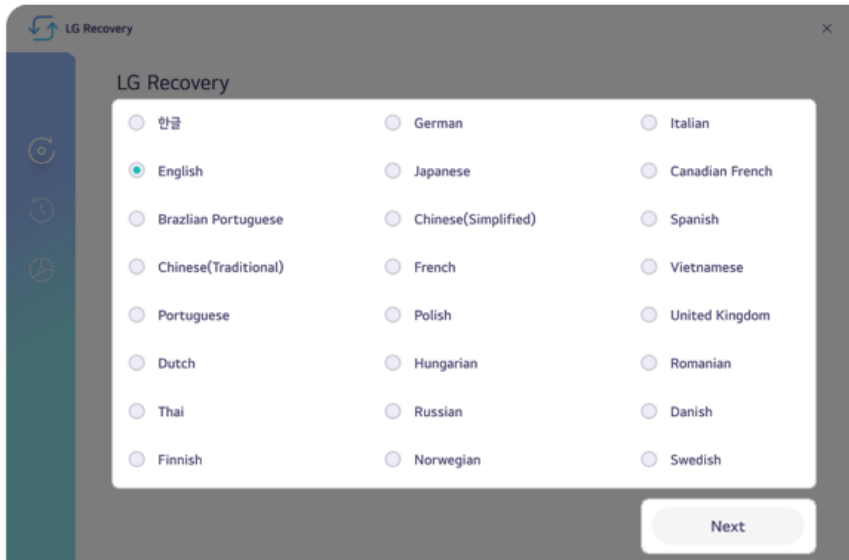 LG Recovery
LG Recovery
한글 German Italian
English Japanese Canadian French
Brazlian Portuguese Chinese(Simplified) Spanish
Chinese(Traditional) French Vietnamese
Portuguese Polish United Kingdom
Dutch Hungarian Romanian
Thai Russian Danish
Finnish Norwegian Swedish
Next